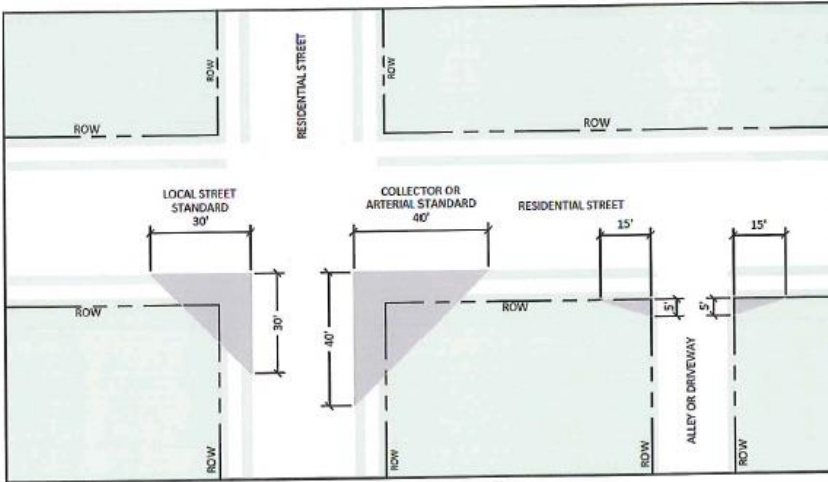 RESIDENTIAL STREET
ROW
ROW
ROW
ROW
LOCAL STREET
STANDARD
30'
COLLECTOR OR
ARTERIAL STANDARD
40'
RESIDENTIAL STREET
15'
15'
30'
40'
5'
5'
ROW
ROW
ALLEY OR DRIVEWAY
ROW
ROW
ROW
ROW